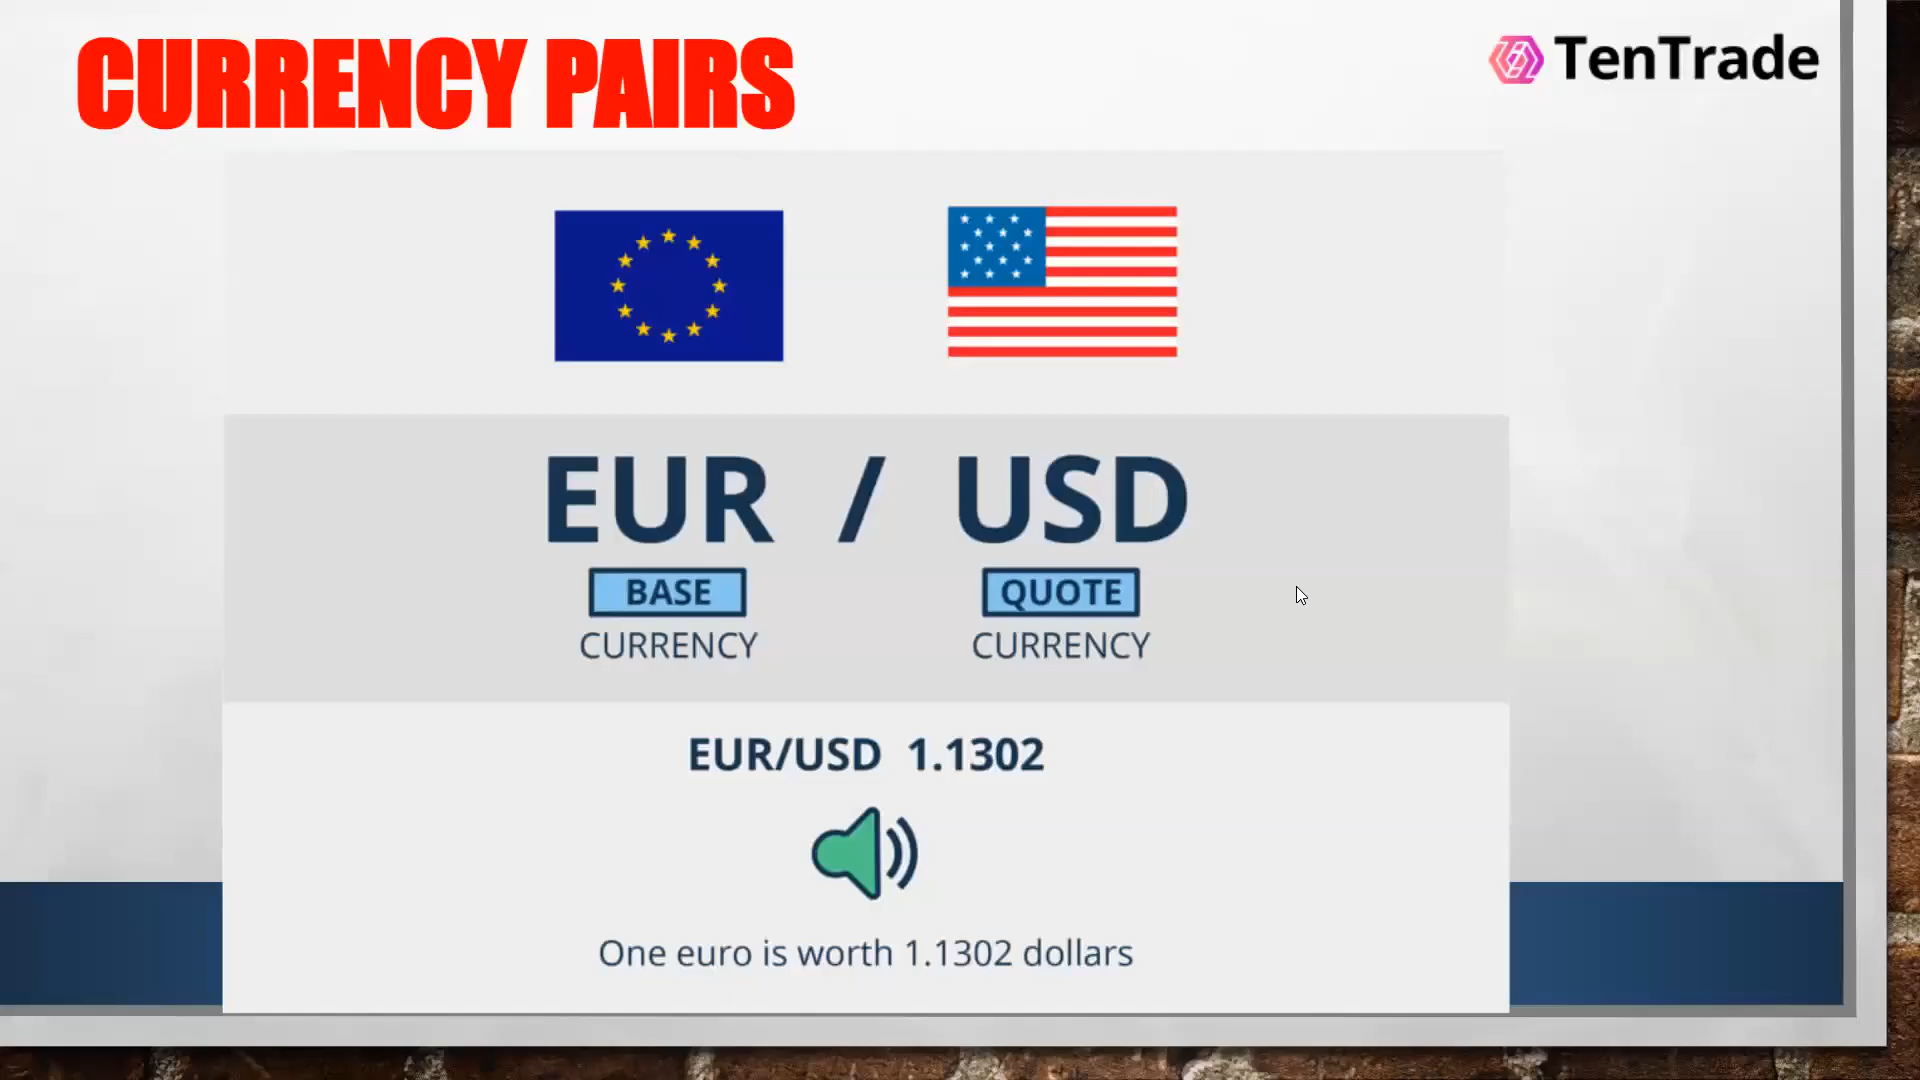 CURRENCY PAIRS
TenTrade
EUR / USD
BASE QUOTE
CURRENCY CURRENCY
EUR/USD 1.1302
One euro is worth 1.1302 dollars